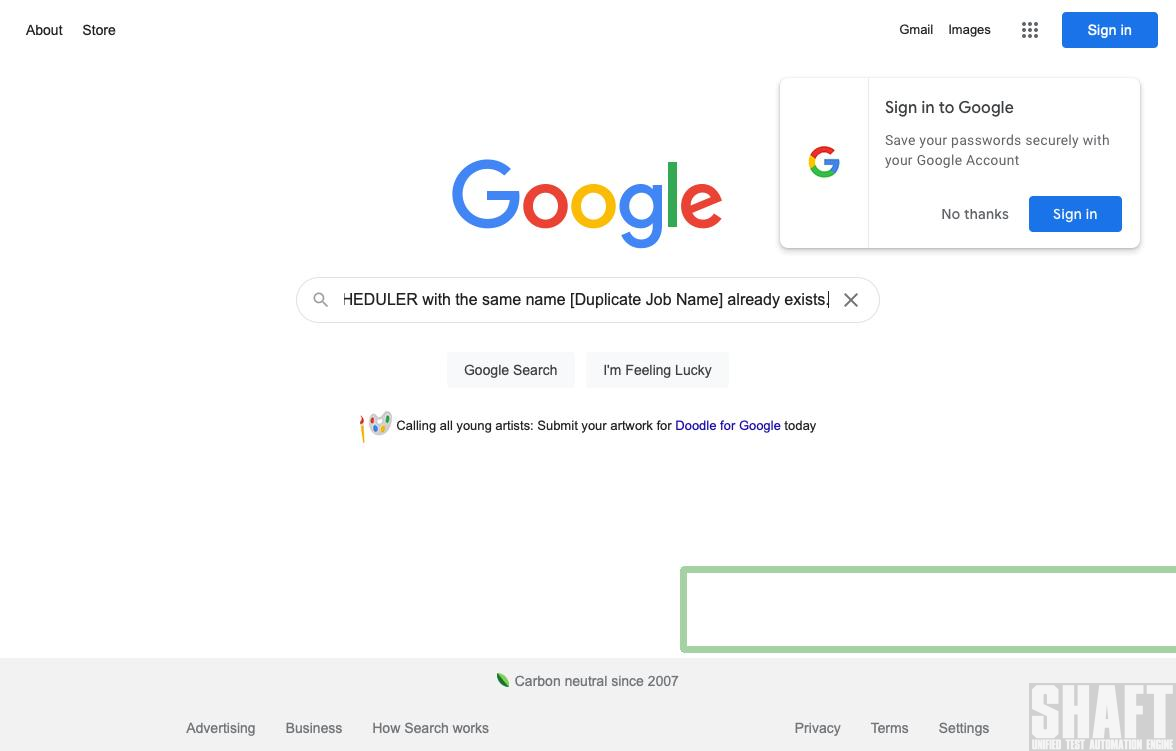 About Store
Gmail Images
Sign in
Sign in to Google
Save your passwords securely with
your Google Account
No thanks Sign in
Google
HEDULER with the same name [Duplicate Job Name] already exists.
Google Search I'm Feeling Lucky
Calling all young artists: Submit your artwork for Doodle for Google today
Carbon neutral since 2007
Advertising Business How Search works
Privacy Terms Settings
SHAFT
UNIFIED TEST AUTOMATION ENGINE